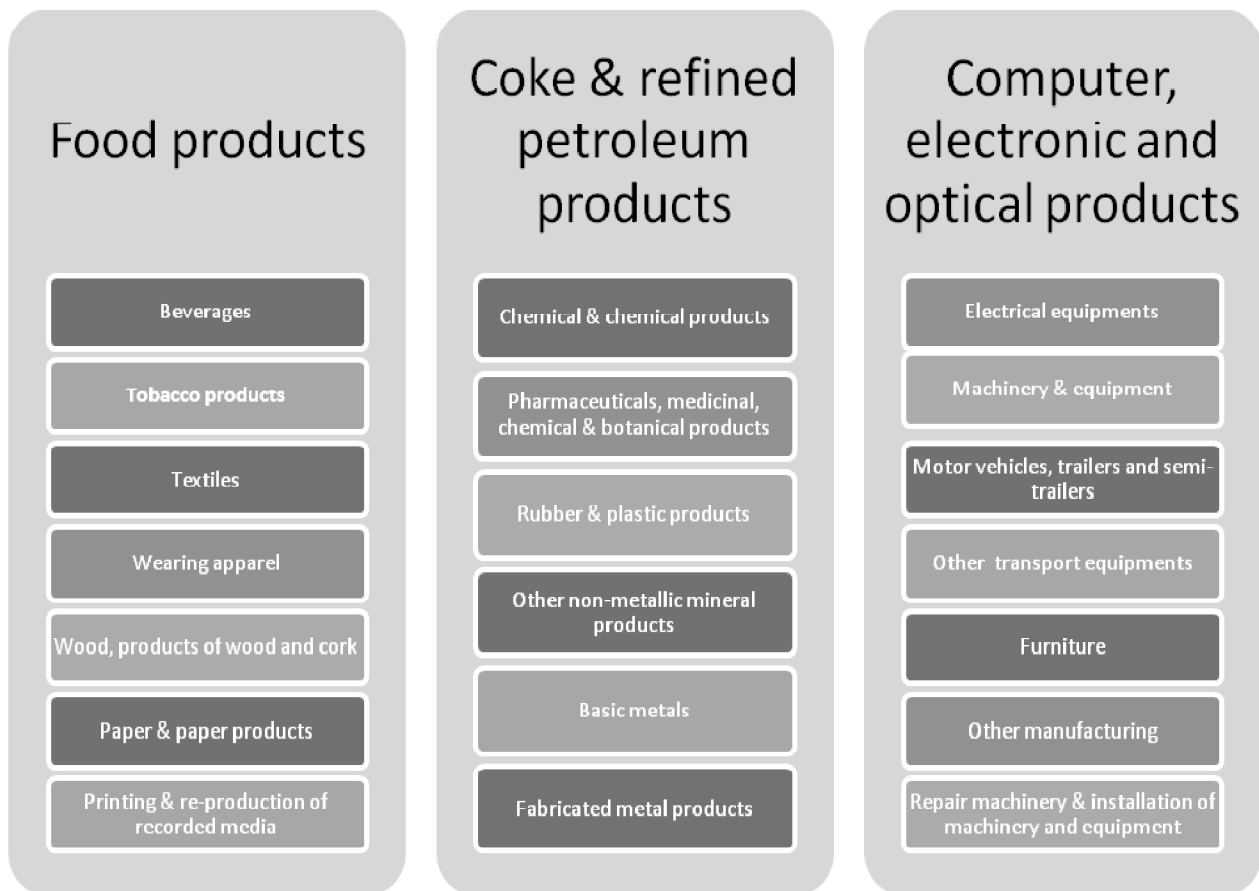 Food products
Beverages
Tobacco products
Textiles
Wearing apparel
Wood, products of wood and cork
Paper & paper products
Printing & re-production of
recorded media
Coke & refined
petroleum
products
Chemical & chemical products
Pharmaceuticals, medicinal,
chemical & botanical products
Rubber & plastic products
Other non-metallic mineral
products
Basic metals
Fabricated metal products
Computer,
electronic and
optical products
Electrical equipments
Machinery & equipment
Motor vehicles, trailers and semi-
trailers
Other transport equipments
Furniture
Other manufacturing
Repair machinery & installation of
machinery and equipment